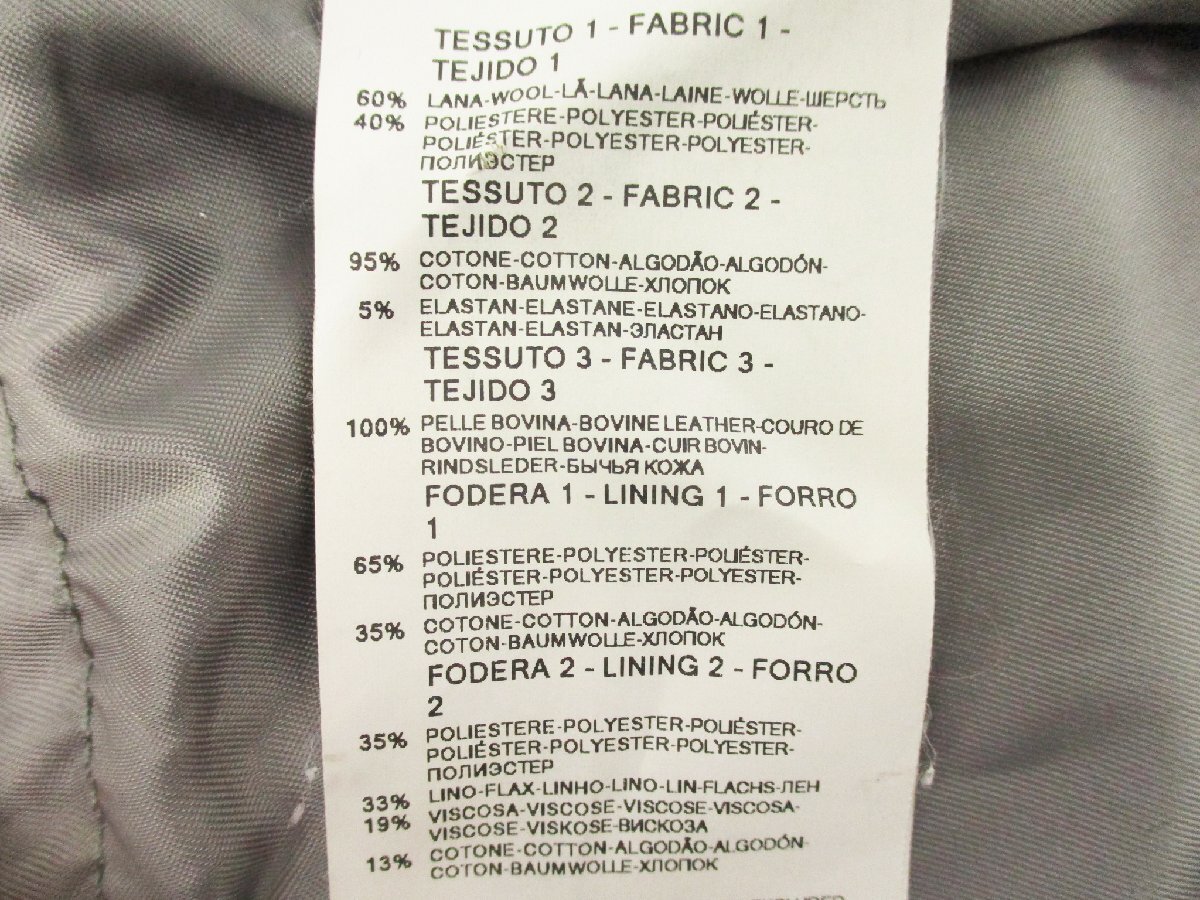 TESSUTO 1 - FABRIC 1 -
TEJIDO 1
60% LANA-WOOL-LÃ-LANA-LAINE-WOLLE-ШЕРСТЬ
40% POLIESTERE-POLYESTER-POLIÉSTER-
POLIÉSTER-POLYESTER-POLYESTER-
ПОЛИЭСТЕР
TESSUTO 2 - FABRIC 2 -
TEJIDO 2
95% COTONE-COTTON-ALGODÃO-ALGODÓN-
COTON-BAUMWOLLE-ХЛОПОК
5% ELASTAN-ELASTANE-ELASTANO-ELASTANO-
ELASTAN-ELASTAN-ЭЛАСТАН
TESSUTO 3 - FABRIC 3 -
TEJIDO 3
100% PELLE BOVINA-BOVINE LEATHER-COURO DE
BOVINO-PIEL BOVINA-CUIR BOVIN-
RINDSLEDER-БЫЧЬЯ КОЖА
FODERA 1 - LINING 1 - FORRO
1
65% POLIESTERE-POLYESTER-POLIÉSTER-
POLIÉSTER-POLYESTER-POLYESTER-
ПОЛИЭСТЕР
35% COTONE-COTTON-ALGODÃO-ALGODÓN-
COTON-BAUMWOLLE-ХЛОПОК
FODERA 2 - LINING 2 - FORRO
2
35% POLIESTERE-POLYESTER-POLIÉSTER-
POLIÉSTER-POLYESTER-POLYESTER-
ПОЛИЭСТЕР
33% LINO-FLAX-LINHO-LINO-LIN-FLACHS-ЛЕН
19% VISCOSA-VISCOSE-VISCOSE-VISCOSA-
VISCOSE-VISKOSE-ВИСКОЗА
13% COTONE-COTTON-ALGODÃO-ALGODÓN-
COTON-BAUMWOLLE-ХЛОПОК